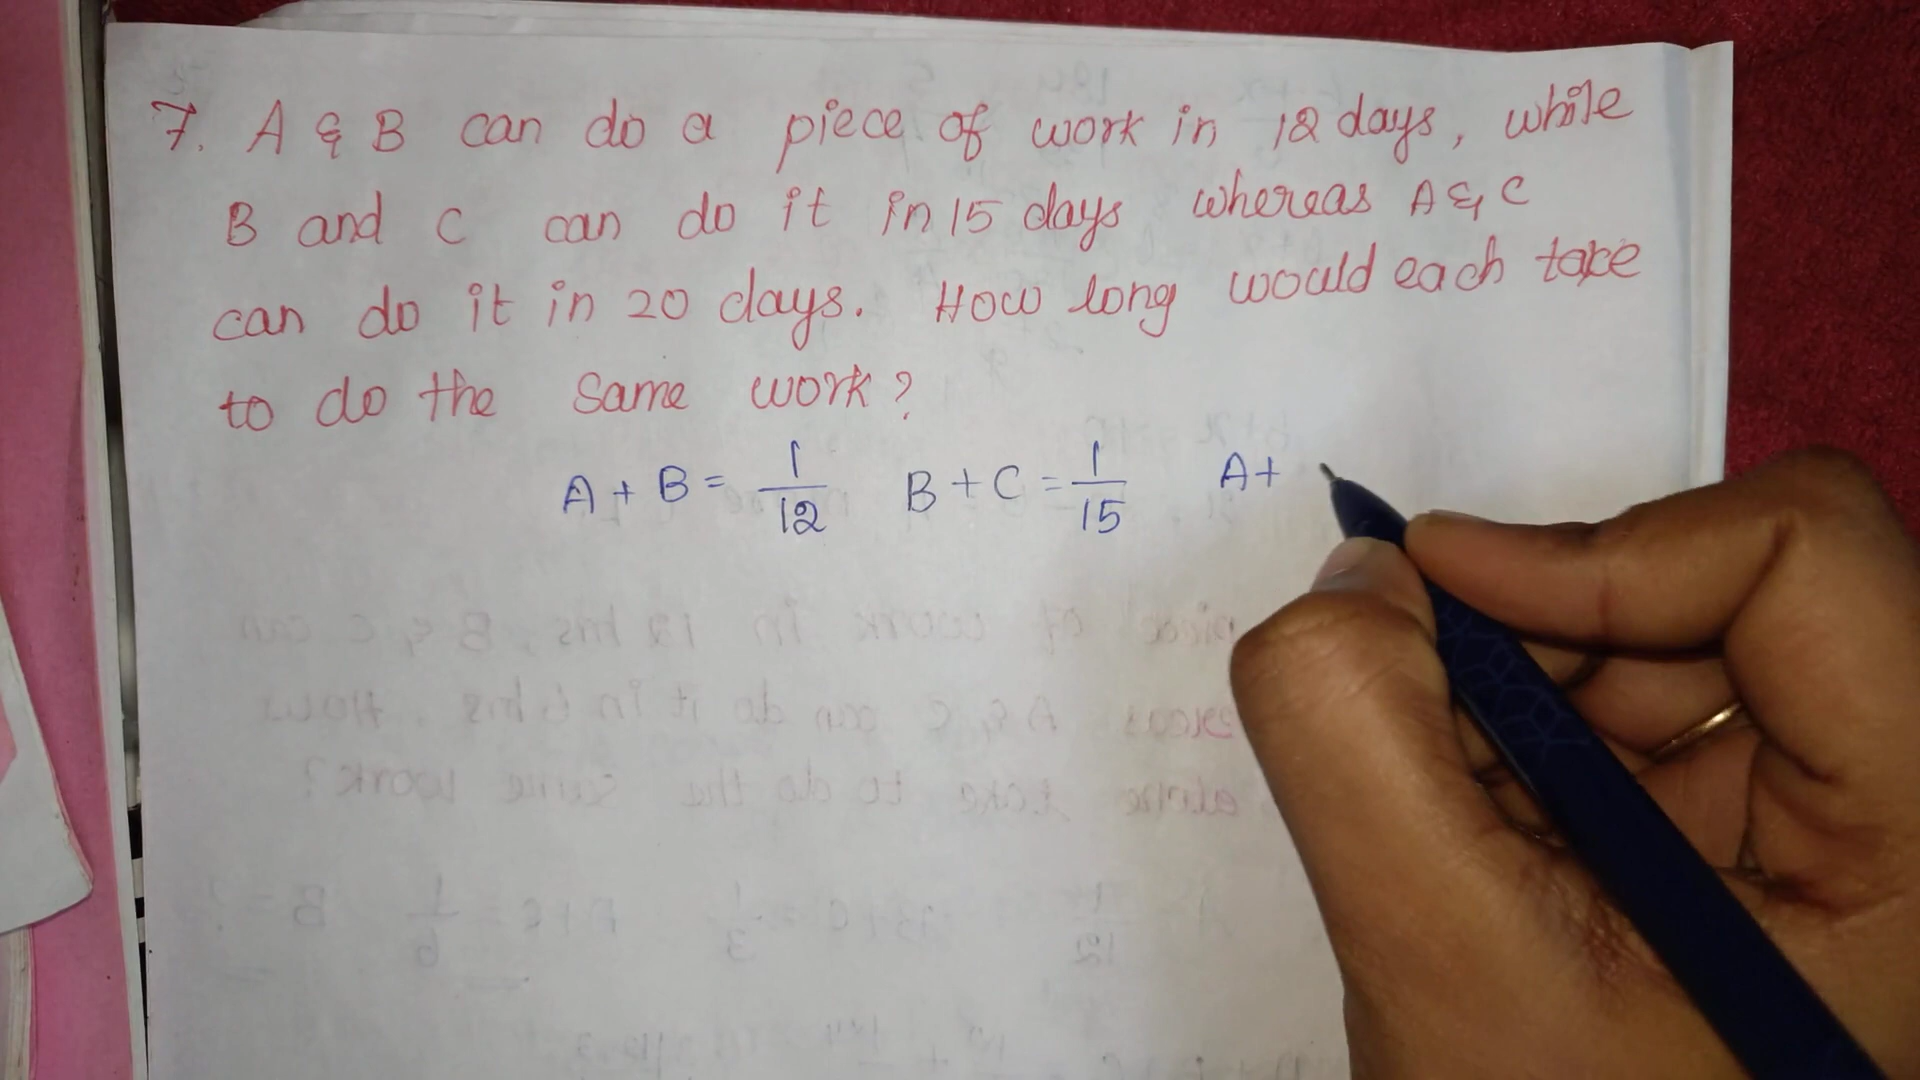 7. A & B can do a piece of work in 12 days, while
B and C can do it in 15 days whereas A & C
can do it in 20 days. How long would each take
to do the same work?
A + B = 1/12 B + C = 1/15 A +